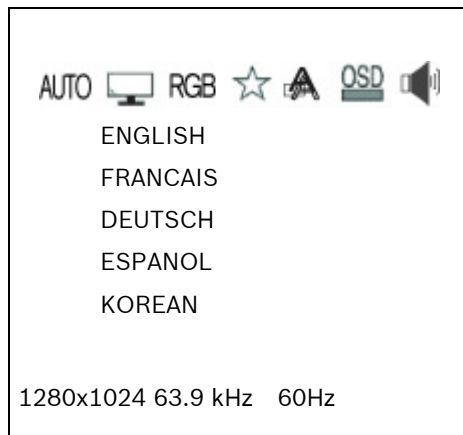 AUTO RGB OSD
ENGLISH
FRANCAIS
DEUTSCH
ESPANOL
KOREAN
1280x1024 63.9 kHz 60Hz